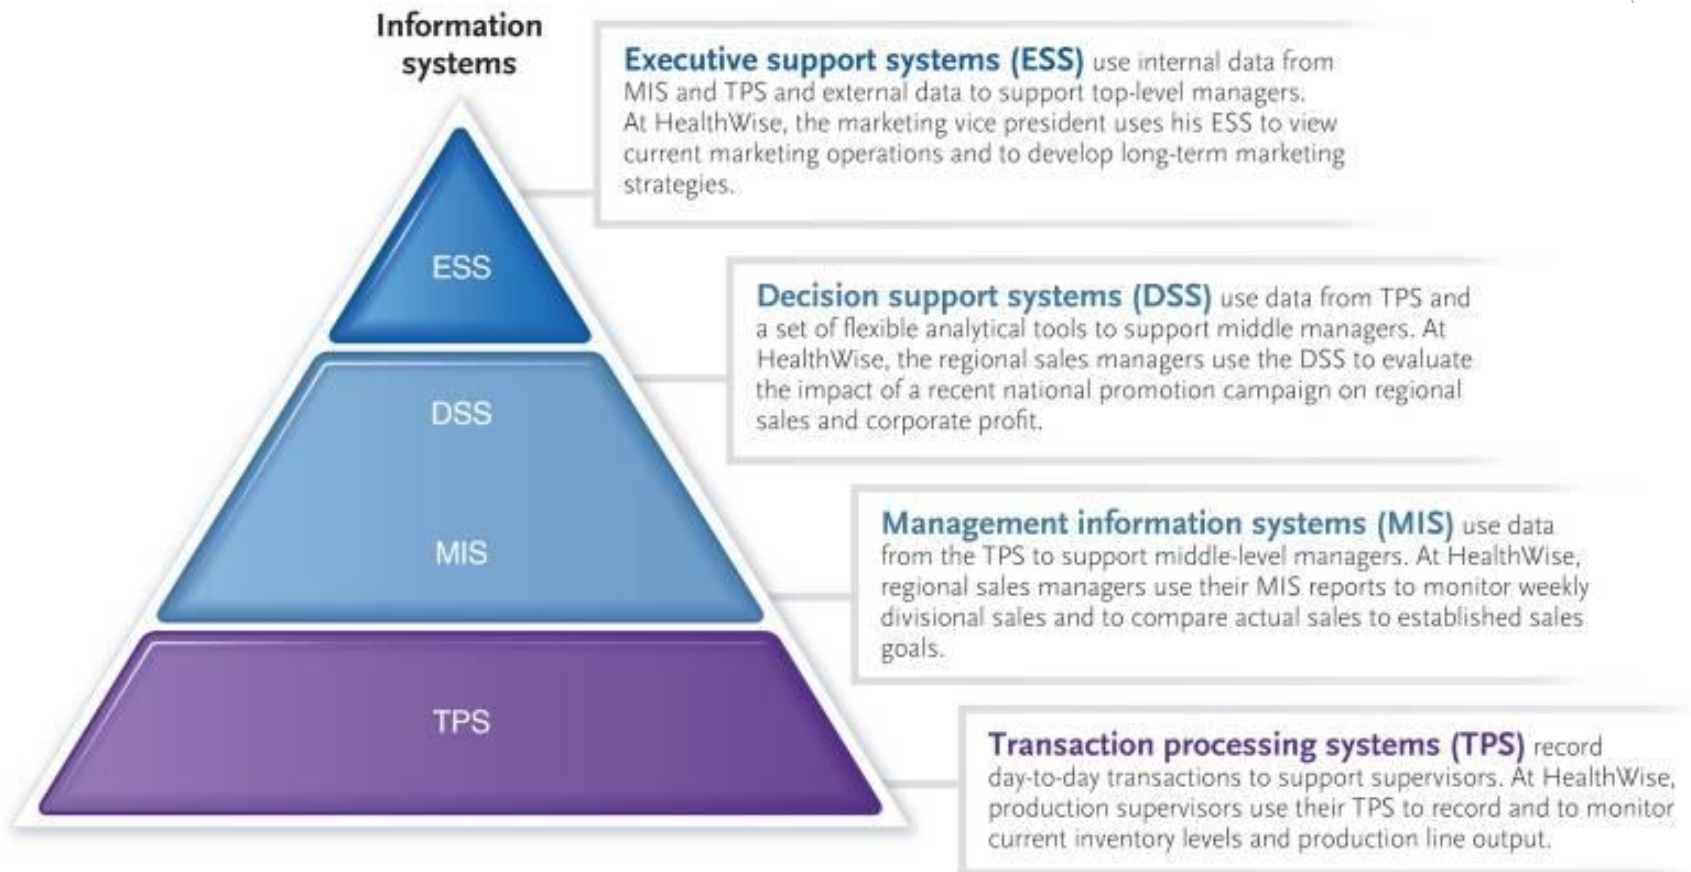 Information
systems
Executive support systems (ESS) use internal data from
MIS and TPS and external data to support top-level managers.
At HealthWise, the marketing vice president uses his ESS to view
current marketing operations and to develop long-term marketing
strategies.
ESS
Decision support systems (DSS) use data from TPS and
a set of flexible analytical tools to support middle managers. At
HealthWise, the regional sales managers use the DSS to evaluate
the impact of a recent national promotion campaign on regional
sales and corporate profit.
DSS
Management information systems (MIS) use data
from the TPS to support middle-level managers. At HealthWise,
regional sales managers use their MIS reports to monitor weekly
divisional sales and to compare actual sales to established sales
goals.
MIS
TPS
Transaction processing systems (TPS) record
day-to-day transactions to support supervisors. At HealthWise,
production supervisors use their TPS to record and to monitor
current inventory levels and production line output.